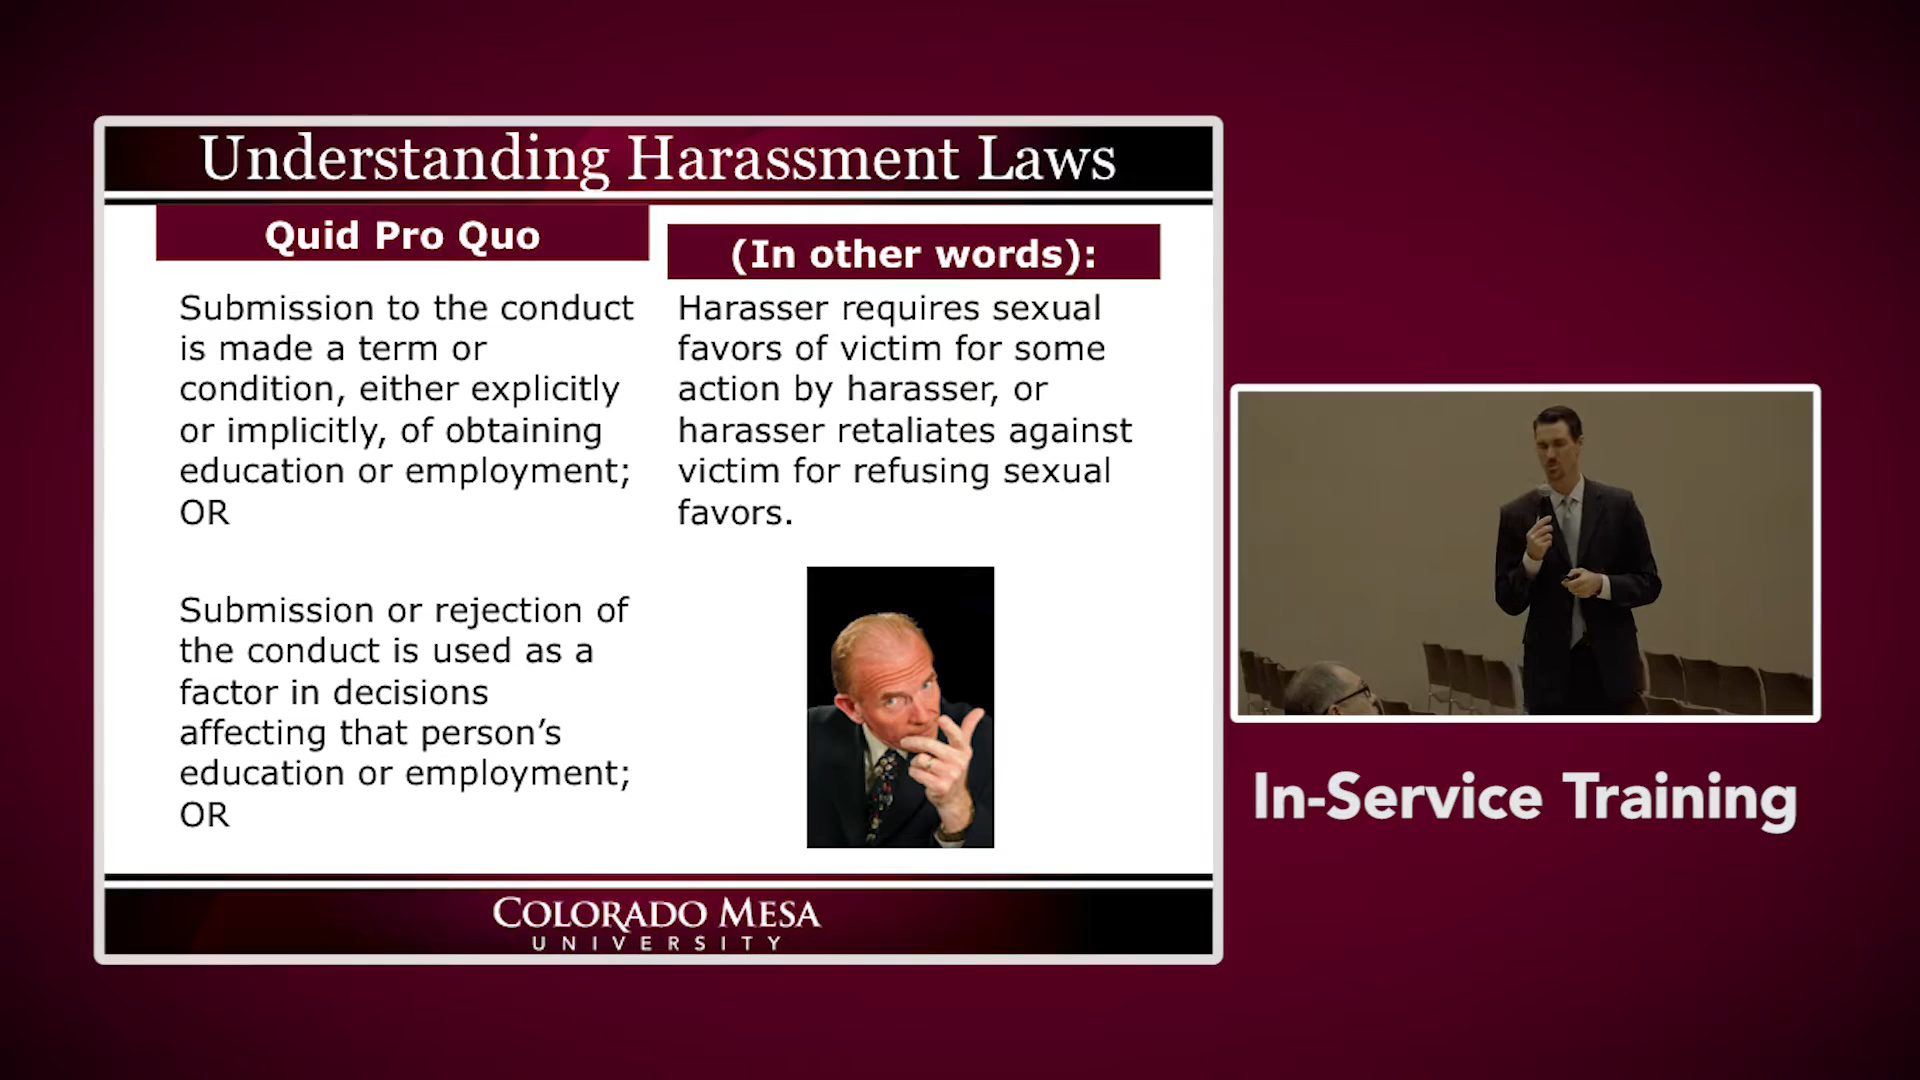 Understanding Harassment Laws
Quid Pro Quo
Submission to the conduct
is made a term or
condition, either explicitly
or implicitly, of obtaining
education or employment;
OR
Submission or rejection of
the conduct is used as a
factor in decisions
affecting that person’s
education or employment;
OR
(In other words):
Harasser requires sexual
favors of victim for some
action by harasser, or
harasser retaliates against
victim for refusing sexual
favors.
COLORADO MESA
UNIVERSITY
In-Service Training